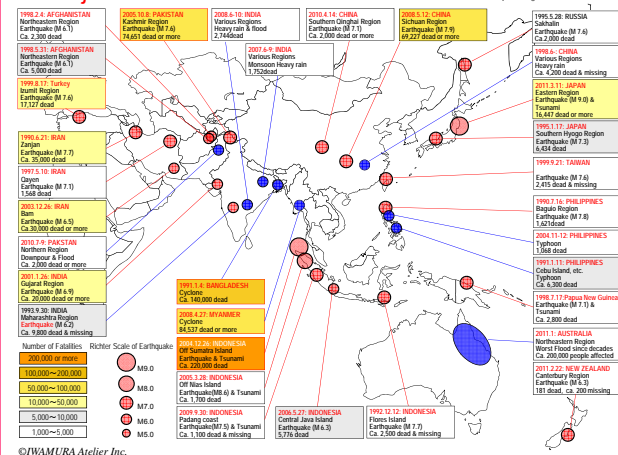 1998.2.4: AFGHANISTAN
Northeastern Region
Earthquake (M 6.1)
Ca. 2,300 dead
1998.5.31: AFGHANISTAN
Northeastern Region
Earthquake (M 6.1)
Ca. 5,000 dead
1999.8.17: Turkey
Izumit Region
Earthquake (M 7.6)
17,127 dead
1990.6.21: IRAN
Zanjan
Earthquake (M 7.7)
Ca. 35,000 dead
1997.5.10: IRAN
Qayen
Earthquake (M 7.1)
1,568 dead
2003.12.26: IRAN
Bam
Earthquake (M 6.5)
Ca.30,000 dead or more
2010.7-9: PAKSTAN
Northern Region
Downpour & Flood
Ca. 2,000 dead or more
2001.1.26: INDIA
Gujarat Region
Earthquake (M 6.9)
Ca. 20,000 dead or more
1993.9.30: INDIA
Maharashtra Region
Earthquake (M 6.2)
Ca. 9,800 dead & missing
2005.10.8: PAKISTAN
Kashmir Region
Earthquake (M 7.6)
74,651 dead or more
2008.6-10: INDIA
Various Regions
Heavy rain & flood
2,744dead
2007.6-9: INDIA
Various Regions
Monsoon Heavy rain
1,752dead
2010.4.14: CHINA
Southern Qinghai Region
Earthquake (M 7.1)
Ca. 2,000 dead or more
2008.5.12: CHINA
Sichuan Region
Earthquake (M 7.9)
69,227 dead or more
1995.5.28: RUSSIA
Sakhalin
Earthquake (M 7.6)
Ca.2,000 dead
1998.6-: CHINA
Various Regions
Heavy rain
Ca. 4,200 dead & missing
2011.3.11: JAPAN
Eastern Region
Earthquake (M 9.0) &
Tsunami
16,447 dead or more
1995.1.17: JAPAN
Southern Hyogo Region
Earthquake (M 7.3)
6,434 dead
1999.9.21: TAIWAN
Earthquake (M 7.6)
2,415 dead & missing
1990.7.16: PHILIPPINES
Baguio Region
Earthquake (M 7.8)
1,621dead
2004.11-12: PHILIPPINES
Typhoon
1,068 dead
1991.1.11: PHILIPPINES
Cebu Island, etc.
Typhoon
Ca. 6,300 dead
1998.7.17:Papua New Guinea
Earthquake (M 7.1) &
Tsunami
Ca. 2,800 dead
2011.1: AUSTRALIA
Northeastern Region
Worst Flood since decades
Ca. 200,000 people affected
2011.2.22: NEW ZEALAND
Canterbury Region
Earthquake (M 6.3)
181 dead, ca. 200 missing
1991.1.4: BANGLADESH
Cyclone
Ca. 140,000 dead
2008.4.27: MYANMER
Cyclone
84,537 dead or more
2004.12.26: INDONESIA
Off Sumatra Island
Earthquake & Tsunami
Ca. 220,000 dead
2005.3.28: INDONESIA
Off Nias Island
Earthquake(M8.6) & Tsunami
Ca. 1,700 dead
2009.9.30: INDONESIA
Padang coast
Earthquake(M7.5) & Tsunami
Ca. 1,100 dead & missing
2006.5.27: INDONESIA
Central Java Island
Earthquake (M 6.3)
5,776 dead
1992.12.12: INDONESIA
Flores Island
Earthquake (M 7.7)
Ca. 2,500 dead & missing
Number of Fatalities
200,000 or more
100,000～200,000
50,000～100,000
10,000～50,000
5,000～10,000
1,000～5,000
Richter Scale of Earthquake
M9.0
M8.0
M7.0
M6.0
M5.0
©IWAMURA Atelier Inc.